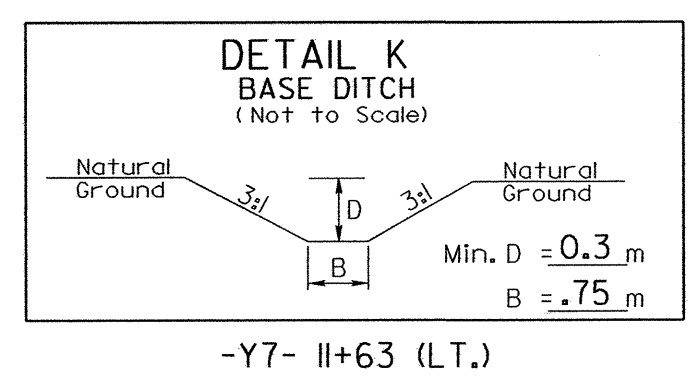 DETAIL K
BASE DITCH
(Not to Scale)
Natural
Ground
3:1
D
3:1
Natural
Ground
B
Min. D = 0.3 m
B = .75 m
-Y7- 11+63 (LT.)